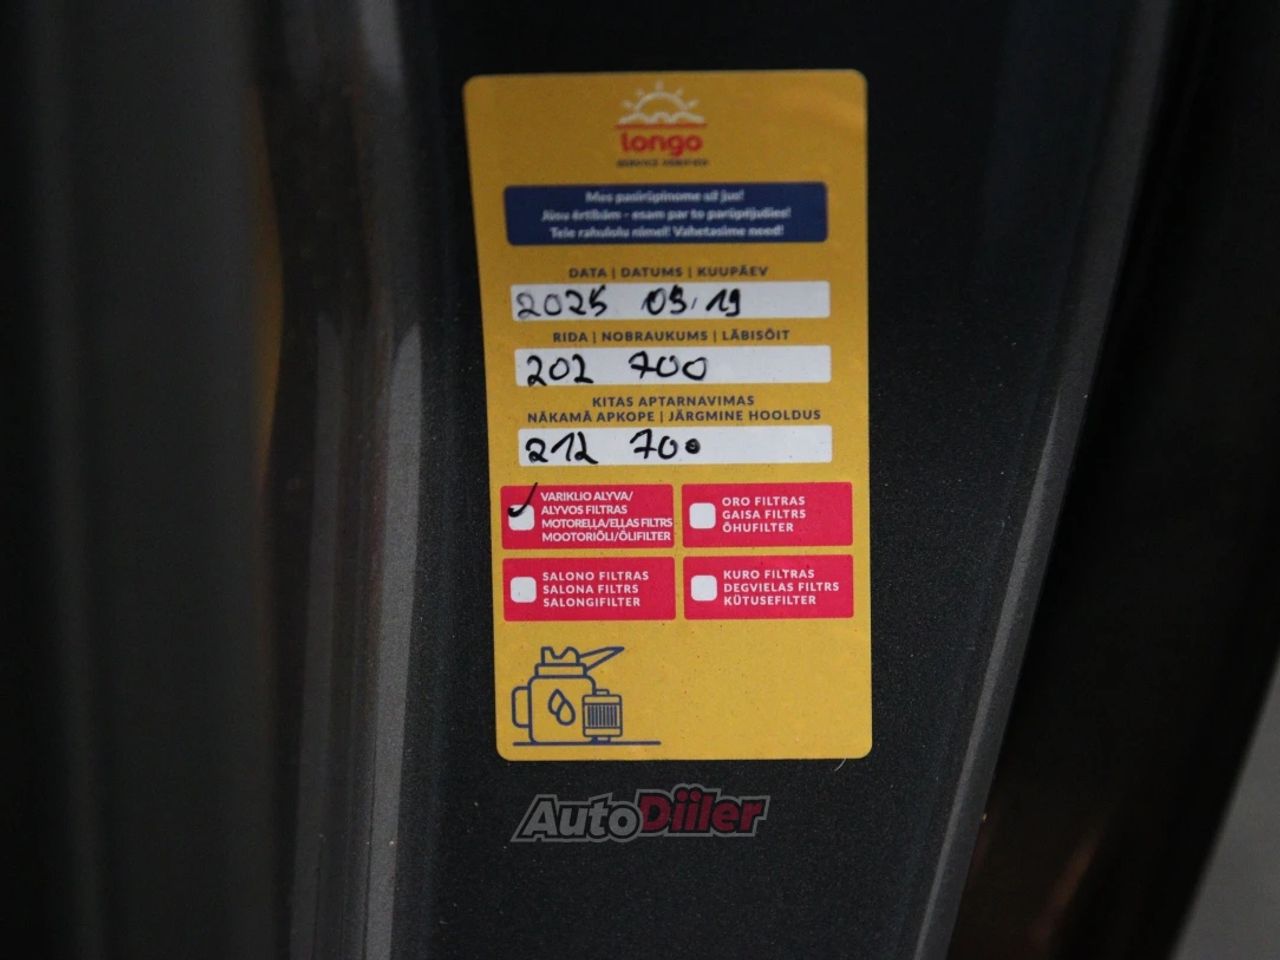 longo
Mes pasirūpinome už jus!
Jūsu ērtībām - esam par to parūpējušies!
Teie rahulolu nimel! Vahetasime need!
DATA | DATUMS | KUUPÄEV
2025 05.19
RIDA | NOBRAUKUMS | LÄBISÕIT
202 700
KITAS APTARNAVIMAS
NĀKAMĀ APKOPE | JÄRGMINE HOOLDUS
212 700
VARIKLIO ALYVA/
ALYVOS FILTRAS
MOTOREĻĻA/EĻĻAS FILTRS
MOOTORIÕLI/ÕLIFILTER
ORO FILTRAS
GAISA FILTRS
ÕHUFILTER
SALONO FILTRAS
SALONA FILTRS
SALONGIFILTER
KURO FILTRAS
DEGVIELAS FILTRS
KÜTUSEFILTER
AutoDiiler